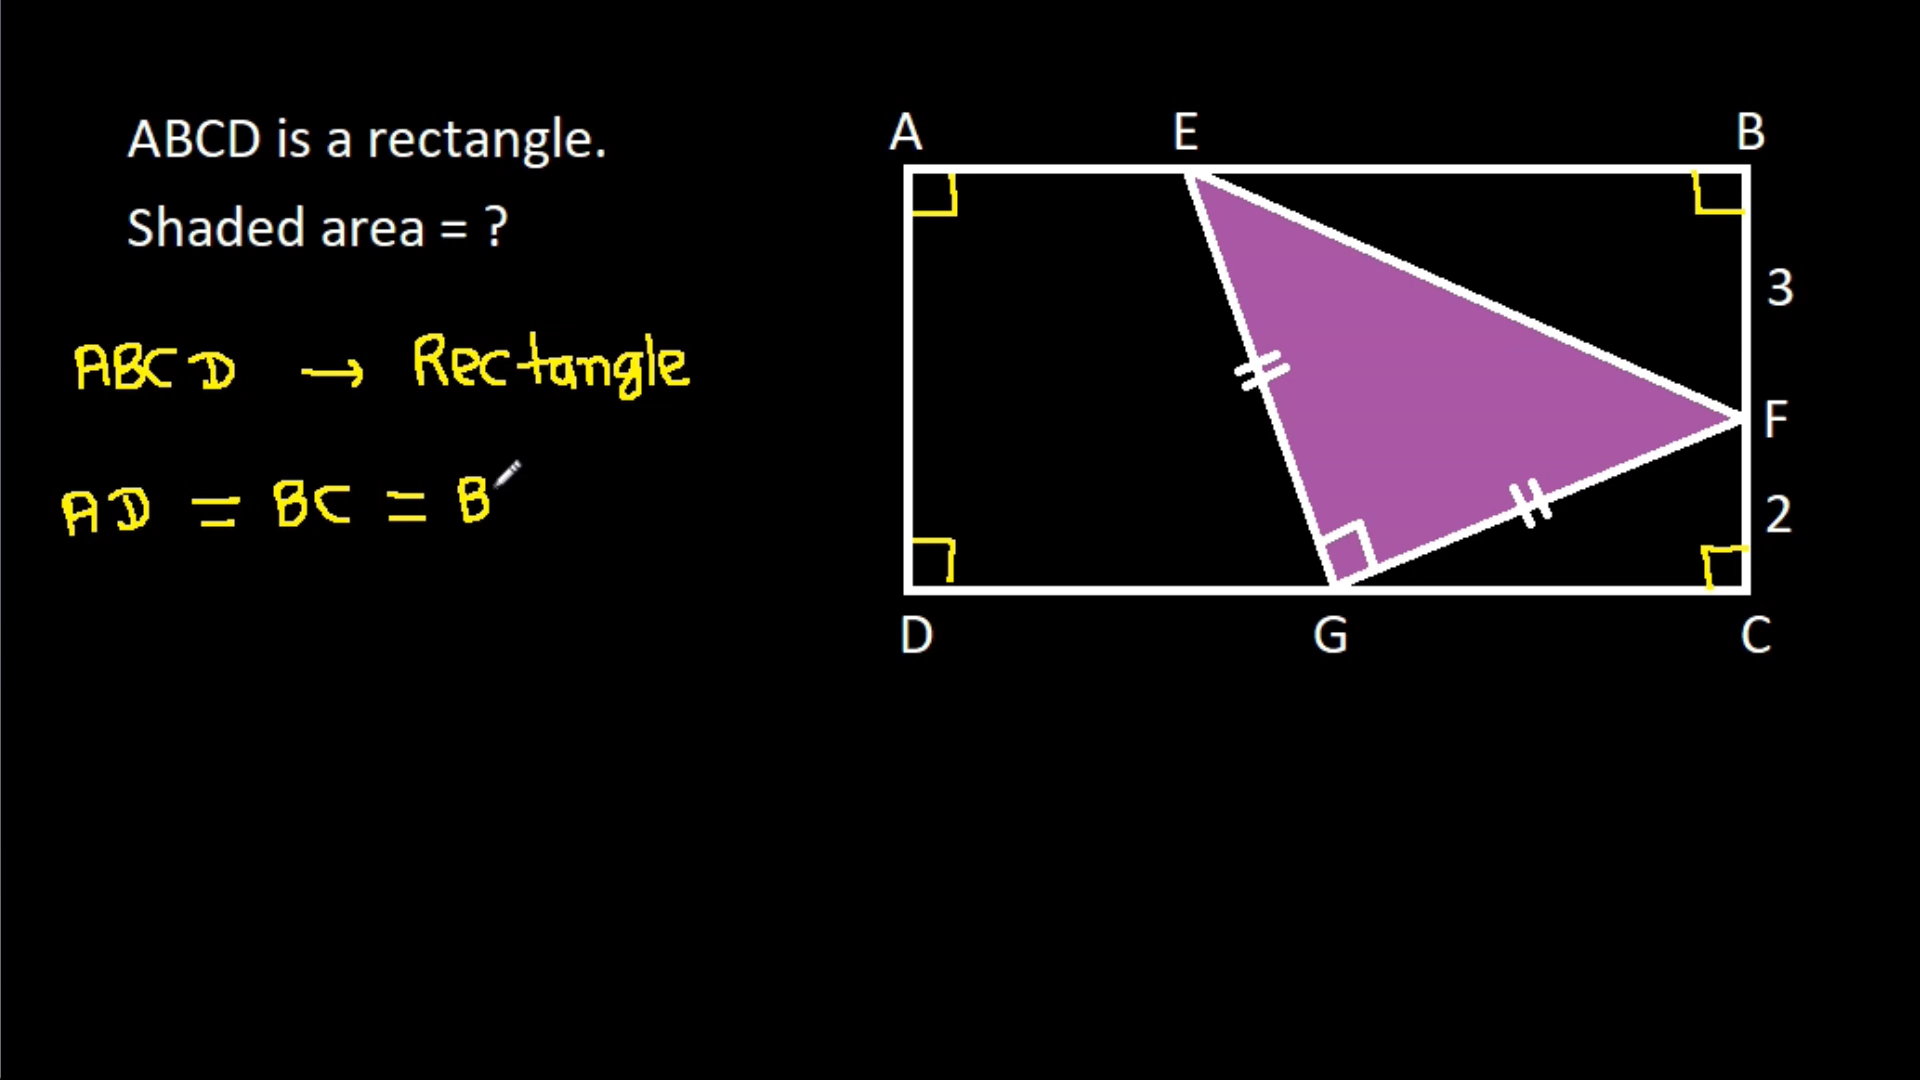 ABCD is a rectangle.
Shaded area = ?
ABCD → Rectangle
AD = BC = B
A E B
3
F
2
D G C